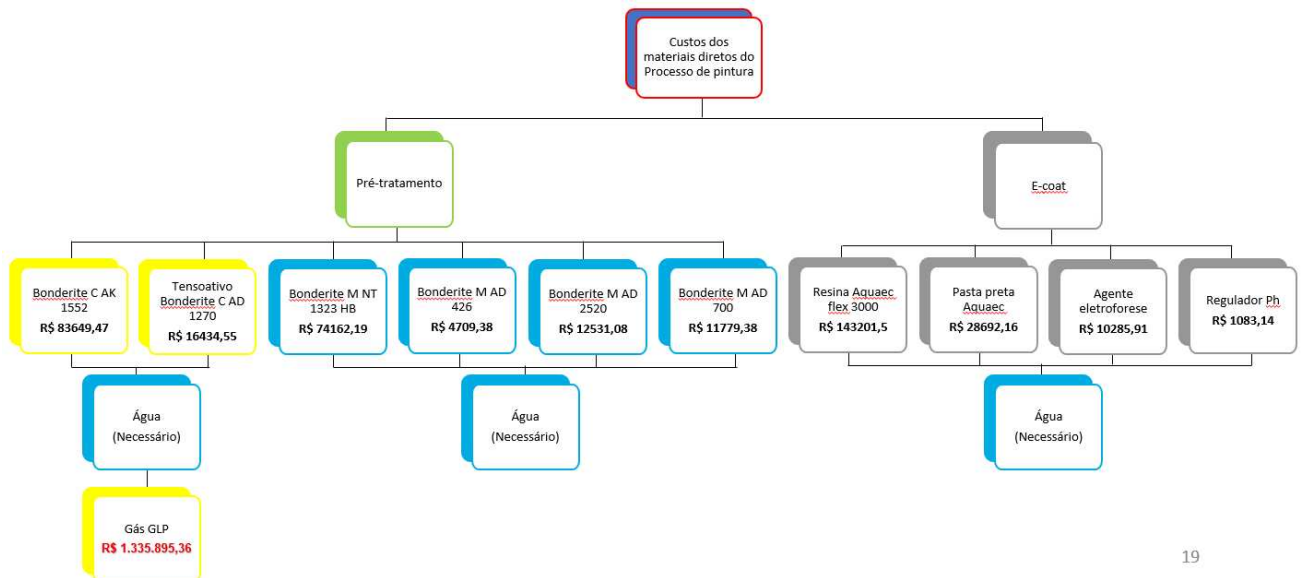 Custos dos
materiais diretos do
Processo de pintura
Pré-tratamento
E-coat
Bonderite C AK
1552
R$ 83649,47
Tensoativo
Bonderite C AD
1270
R$ 16434,55
Bonderite M NT
1323 HB
R$ 74162,19
Bonderite M AD
426
R$ 4709,38
Bonderite M AD
2520
R$ 12531,08
Bonderite M AD
700
R$ 11779,38
Resina Aquaec
flex 3000
R$ 143201,5
Pasta preta
Aquaec
R$ 28692,16
Agente
eletroforese
R$ 10285,91
Regulador Ph
R$ 1083,14
Água
(Necessário)
Água
(Necessário)
Água
(Necessário)
Gás GLP
R$ 1.335.895,36
19